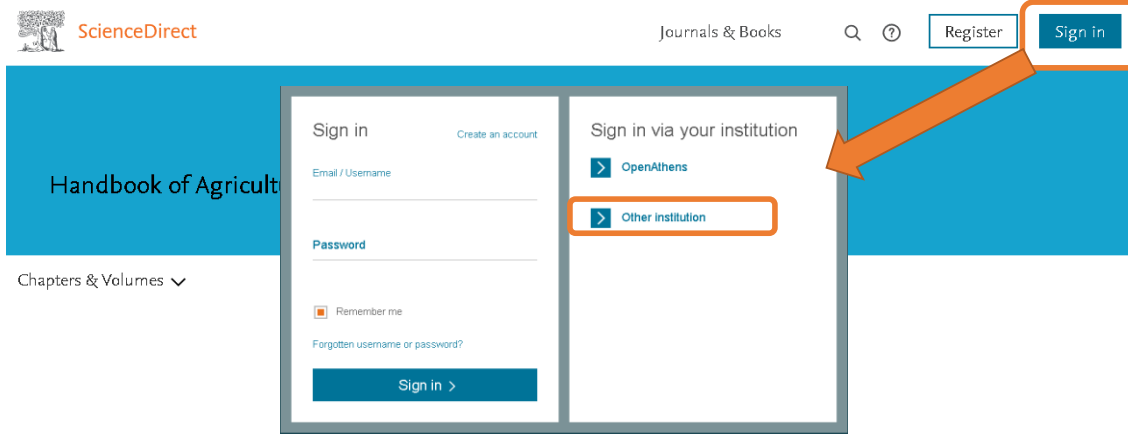 ScienceDirect
Journals & Books
Register
Sign in
Handbook of Agricult
Chapters & Volumes
Sign in
Create an account
Email / Username
Password
Remember me
Forgotten username or password?
Sign in
Sign in via your institution
OpenAthens
Other institution